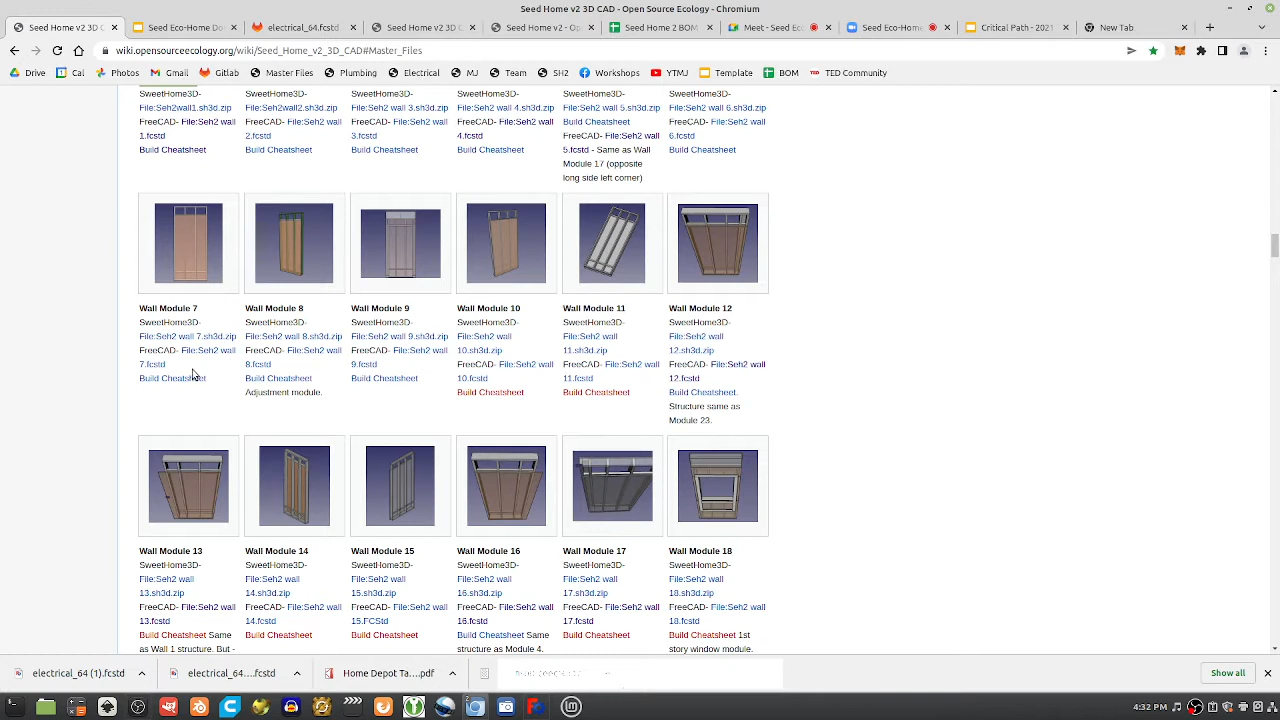 Seed Home v2 3D CAD - Open Source Ecology - Chromium
Seed Home v2 3D C Seed Eco-Home Do electrical_64.fcstd Seed Home v2 3D C Seed Home v2 - Op Seed Home 2 BOM Meet - Seed Eco-H Seed Eco-Home Critical Path - 2021 New Tab
wiki.opensourceecology.org/wiki/Seed_Home_v2_3D_CAD#Master_Files
Drive Cal Photos Gmail Gitlab Master Files Plumbing Electrical MJ Team SH2 Workshops YTMJ Template BOM TED Community
SweetHome3D- SweetHome3D- SweetHome3D- SweetHome3D- SweetHome3D- SweetHome3D-
File:Seh2wall1.sh3d.zip File:Seh2wall2.sh3d.zip File:Seh2 wall 3.sh3d.zip File:Seh2 wall 4.sh3d.zip File:Seh2 wall 5.sh3d.zip File:Seh2 wall 6.sh3d.zip
FreeCAD- File:Seh2 wall FreeCAD- File:Seh2 wall FreeCAD- File:Seh2 wall FreeCAD- File:Seh2 wall Build Cheatsheet FreeCAD- File:Seh2 wall
1.fcstd 2.fcstd 3.fcstd 4.fcstd FreeCAD- File:Seh2 wall 6.fcstd
Build Cheatsheet Build Cheatsheet Build Cheatsheet Build Cheatsheet 5.fcstd - Same as Wall Build Cheatsheet
Module 17 (opposite
long side left corner)
Wall Module 7 Wall Module 8 Wall Module 9 Wall Module 10 Wall Module 11 Wall Module 12
SweetHome3D- SweetHome3D- SweetHome3D- SweetHome3D- SweetHome3D- SweetHome3D-
File:Seh2 wall 7.sh3d.zip File:Seh2 wall 8.sh3d.zip File:Seh2 wall 9.sh3d.zip File:Seh2 wall File:Seh2 wall File:Seh2 wall
FreeCAD- File:Seh2 wall FreeCAD- File:Seh2 wall FreeCAD- File:Seh2 wall 10.sh3d.zip 11.sh3d.zip 12.sh3d.zip
7.fcstd 8.fcstd 9.fcstd FreeCAD- File:Seh2 wall FreeCAD- File:Seh2 wall FreeCAD- File:Seh2 wall
Build Cheatsheet Build Cheatsheet Build Cheatsheet 10.fcstd 11.fcstd 12.fcstd
Adjustment module. Build Cheatsheet Build Cheatsheet Build Cheatsheet.
Structure same as
Module 23.
Wall Module 13 Wall Module 14 Wall Module 15 Wall Module 16 Wall Module 17 Wall Module 18
SweetHome3D- SweetHome3D- SweetHome3D- SweetHome3D- SweetHome3D- SweetHome3D-
File:Seh2 wall File:Seh2 wall File:Seh2 wall File:Seh2 wall File:Seh2 wall File:Seh2 wall
13.sh3d.zip 14.sh3d.zip 15.sh3d.zip 16.sh3d.zip 17.sh3d.zip 18.sh3d.zip
FreeCAD- File:Seh2 wall FreeCAD- File:Seh2 wall FreeCAD- File:Seh2 wall FreeCAD- File:Seh2 wall FreeCAD- File:Seh2 wall FreeCAD- File:Seh2 wall
13.fcstd 14.fcstd 15.FCStd 16.fcstd 17.fcstd 18.fcstd
Build Cheatsheet Same Build Cheatsheet Build Cheatsheet Build Cheatsheet Same Build Cheatsheet Build Cheatsheet 1st
as Wall 1 structure. But - structure as Module 4. story window module.
electrical_64 (1).fcstd electrical_64....fcstd Home Depot Ta....pdf Show all
4:32 PM